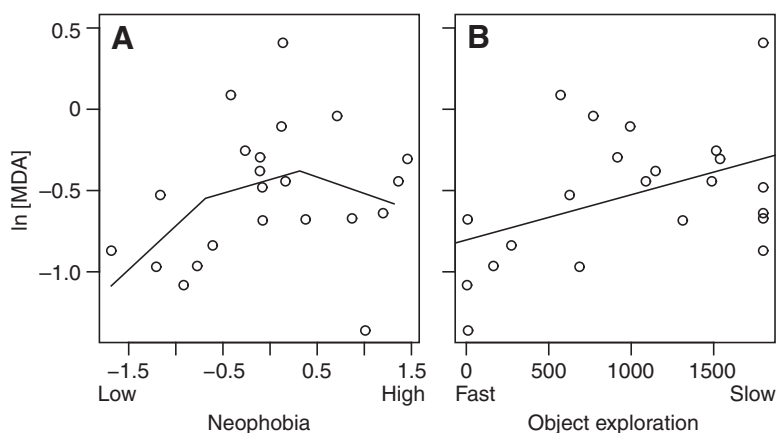 A
B
0.5
0
–0.5
–1.0
ln [MDA]
–1.5
–0.5
0.5
1.5
0
500
1000
1500
Low
High
Fast
Slow
Neophobia
Object exploration